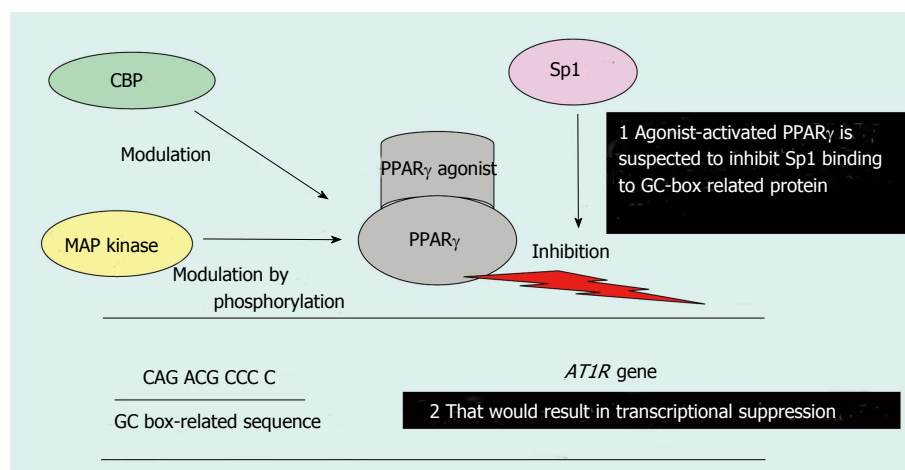 CBP
Sp1
Modulation
1 Agonist-activated PPARγ is
suspected to inhibit Sp1 binding
to GC-box related protein
PPARγ agonist
MAP kinase
PPARγ
Inhibition
Modulation by
phosphorylation
CAG ACG CCC C
GC box-related sequence
AT1R gene
2 That would result in transcriptional suppression